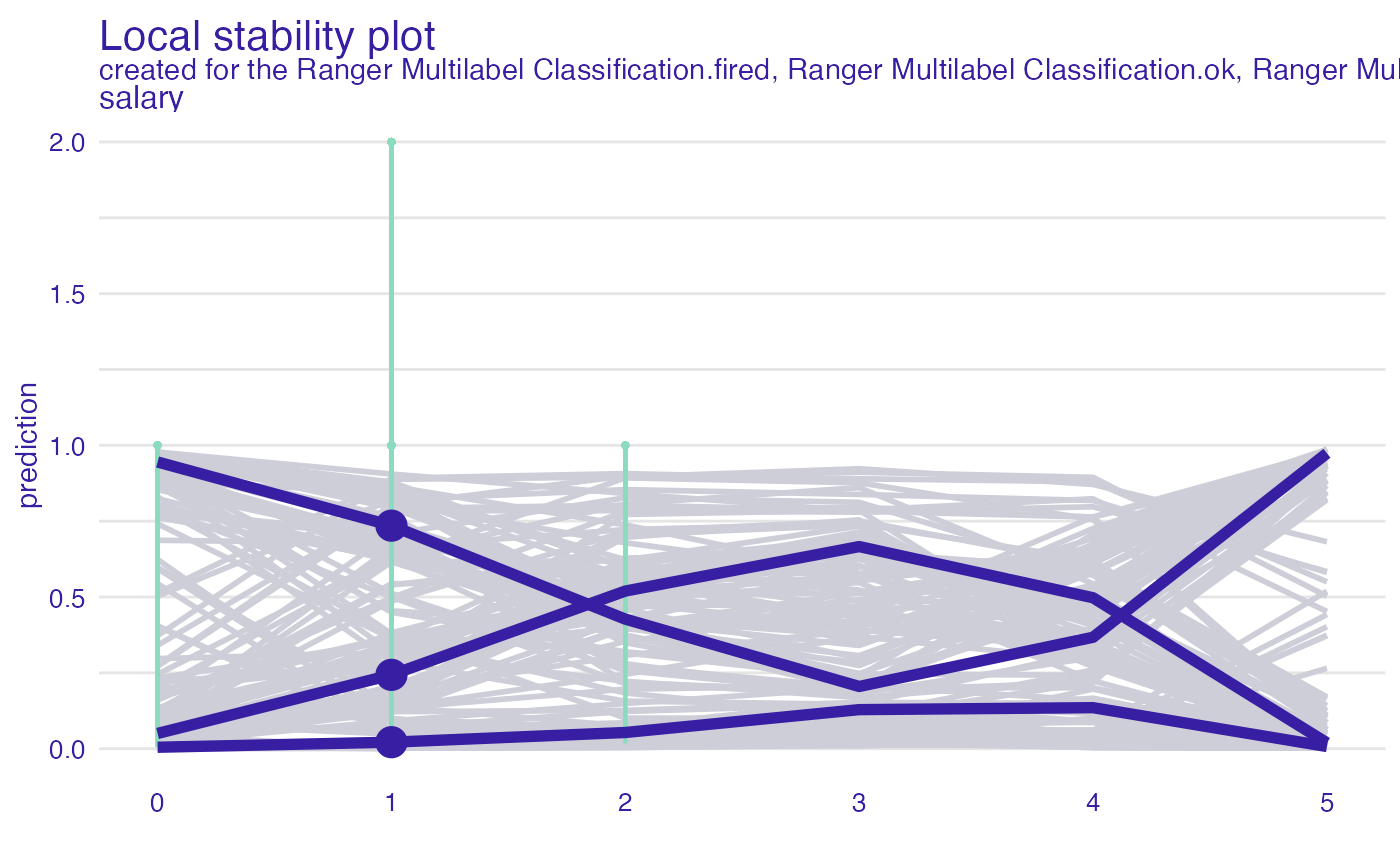 Local stability plot
created for the Ranger Multilabel Classification.fired, Ranger Multilabel Classification.ok, Ranger Mul
salary
2.0
1.5
1.0
0.5
0.0
prediction
0 1 2 3 4 5